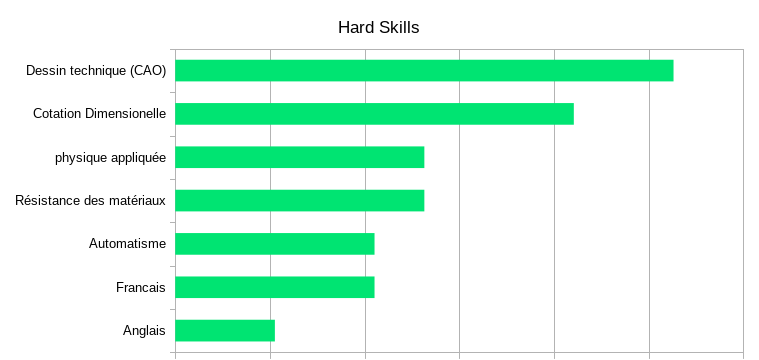 Hard Skills
Dessin technique (CAO)
Cotation Dimensionelle
physique appliquée
Résistance des matériaux
Automatisme
Francais
Anglais